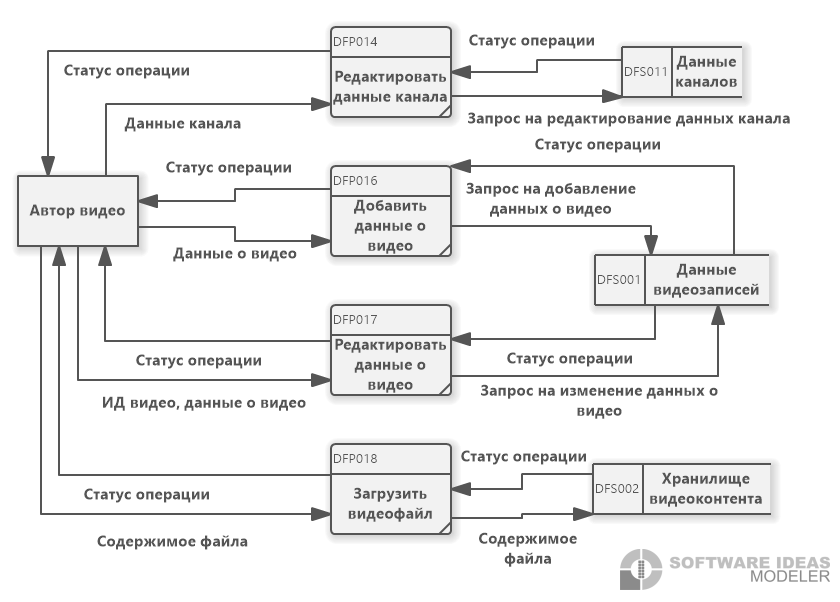 DFP014
Редактировать
данные канала
Статус операции
Данные канала
Статус операции
DFS011
Данные
каналов
Запрос на редактирование данных канала
Автор видео
Статус операции
DFP016
Добавить
данные о
видео
Данные о видео
Статус операции
Запрос на добавление
данных о видео
DFS001
Данные
видеозаписей
DFP017
Редактировать
данные о
видео
Статус операции
ИД видео, данные о видео
Статус операции
Запрос на изменение данных о
видео
DFP018
Загрузить
видеофайл
Статус операции
Содержимое файла
Статус операции
DFS002
Хранилище
видеоконтента
Содержимое
файла
SOFTWARE IDEAS
MODELER